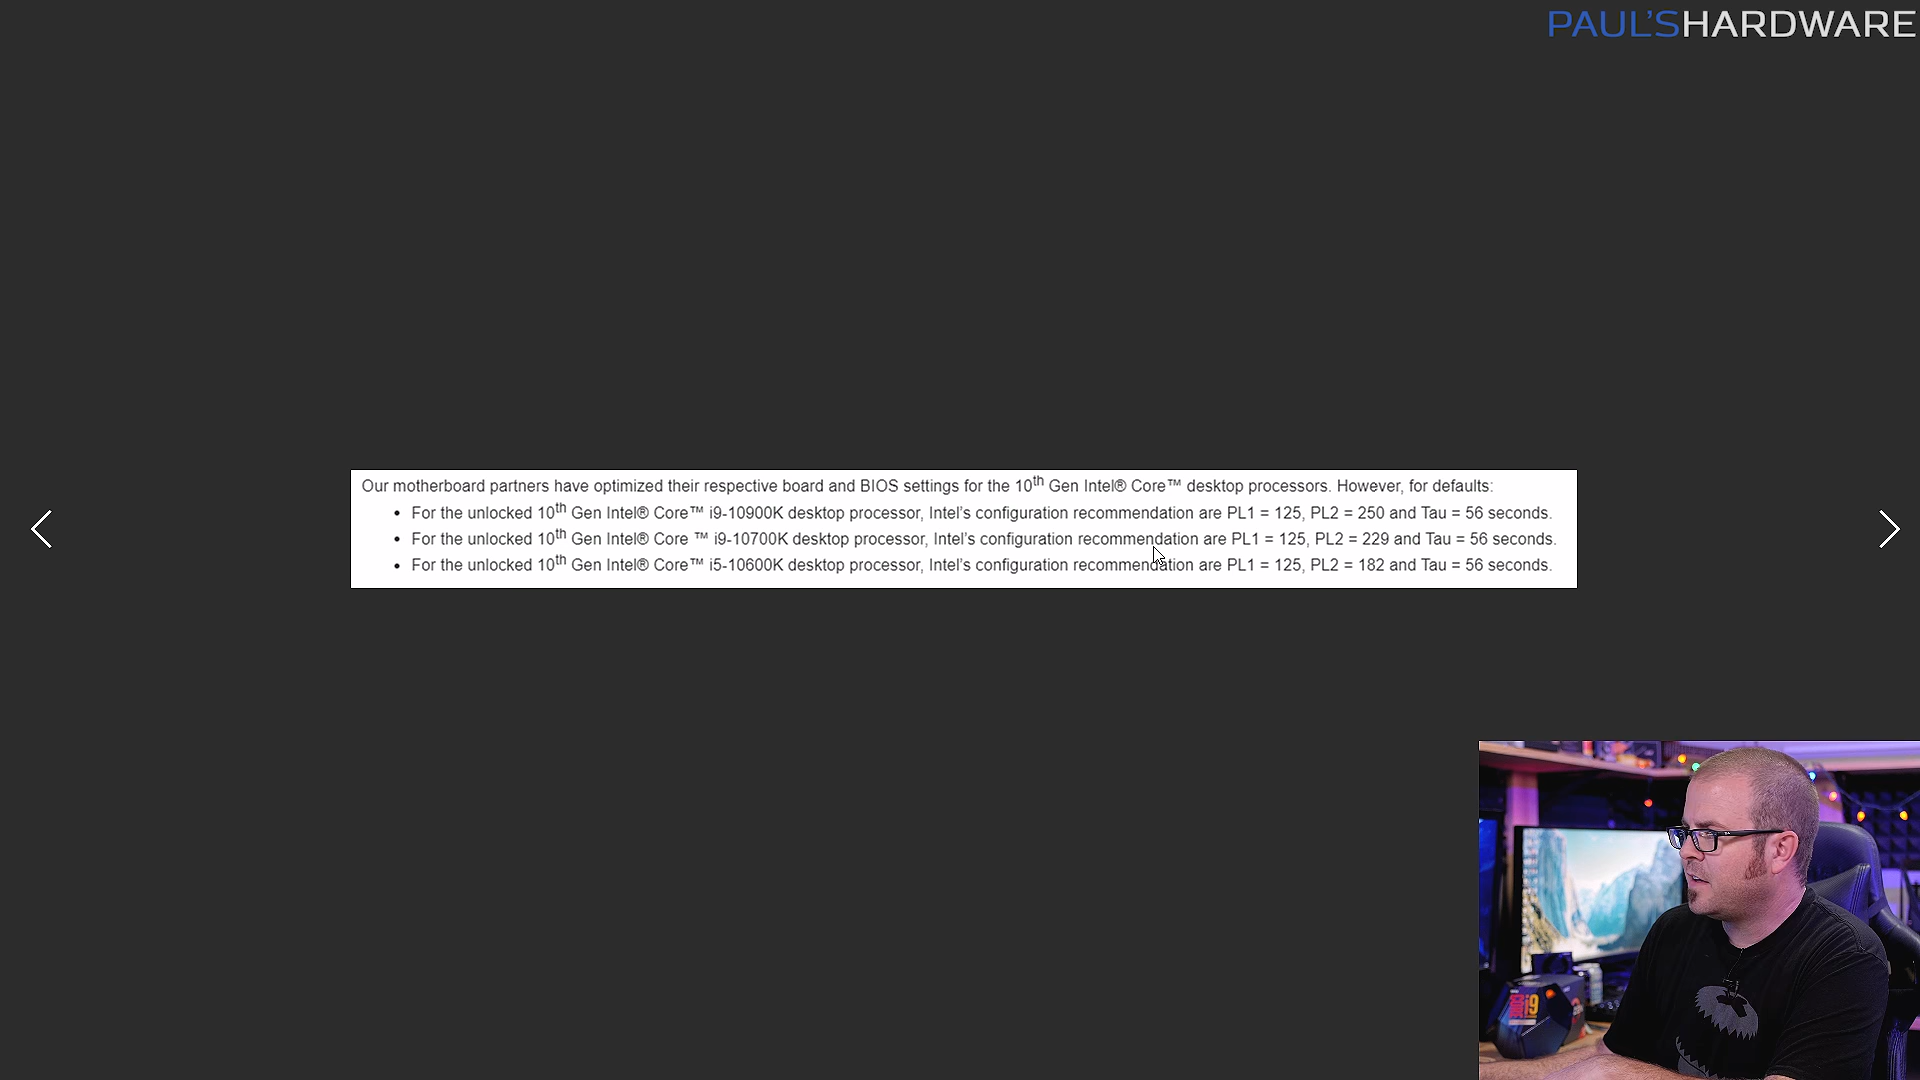 PAUL'SHARDWARE
Our motherboard partners have optimized their respective board and BIOS settings for the 10th Gen Intel® Core™ desktop processors. However, for defaults:
• For the unlocked 10th Gen Intel® Core™ i9-10900K desktop processor, Intel's configuration recommendation are PL1 = 125, PL2 = 250 and Tau = 56 seconds.
• For the unlocked 10th Gen Intel® Core ™ i9-10700K desktop processor, Intel's configuration recommendation are PL1 = 125, PL2 = 229 and Tau = 56 seconds.
• For the unlocked 10th Gen Intel® Core™ i5-10600K desktop processor, Intel's configuration recommendation are PL1 = 125, PL2 = 182 and Tau = 56 seconds.
CORE i9